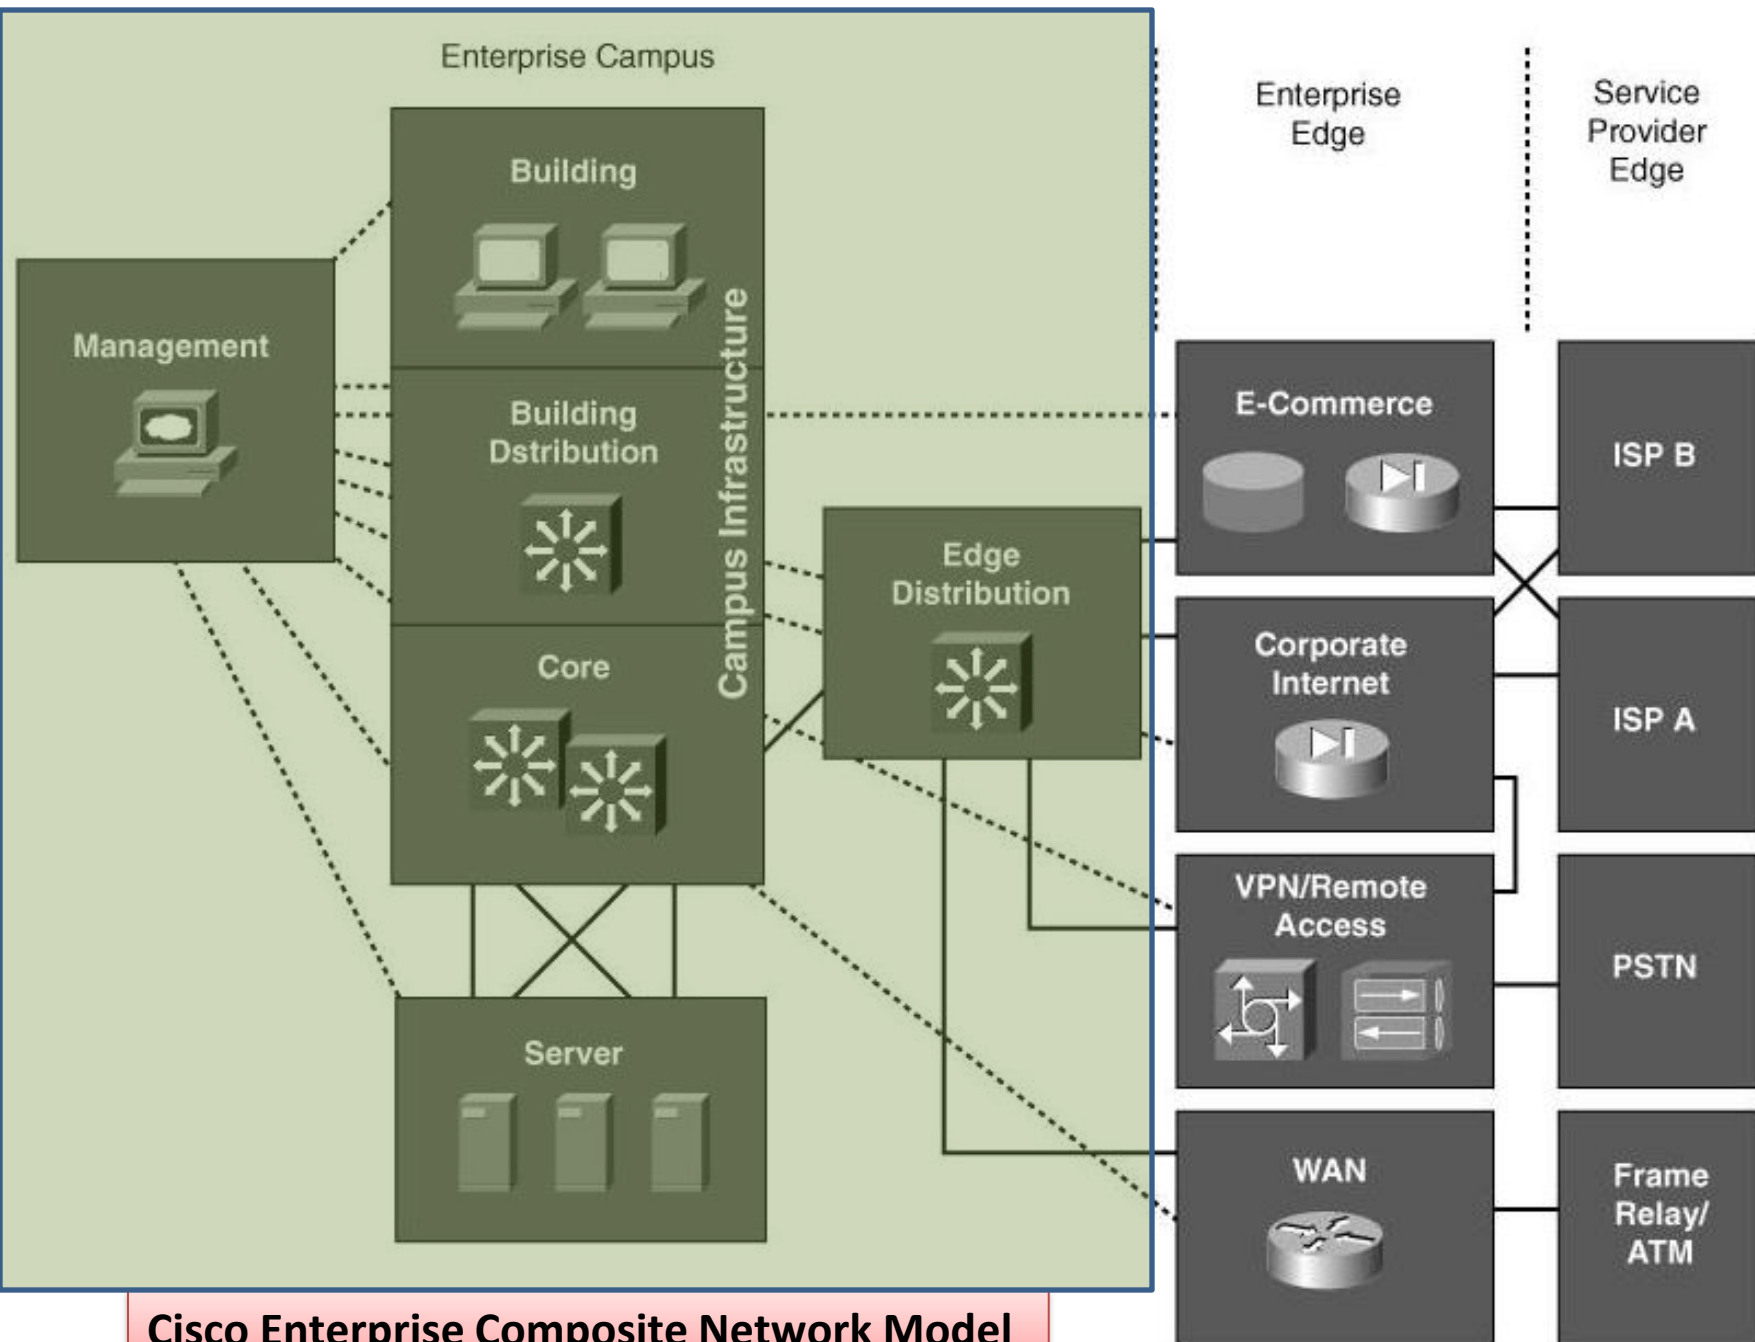 Enterprise Campus
Enterprise
Edge
Service
Provider
Edge
Building
Management
Building
Dstribution
Campus Infrastructure
Core
Edge
Distribution
Server
E-Commerce
Corporate
Internet
VPN/Remote
Access
WAN
ISP B
ISP A
PSTN
Frame
Relay/
ATM
Cisco Enterprise Composite Network Model